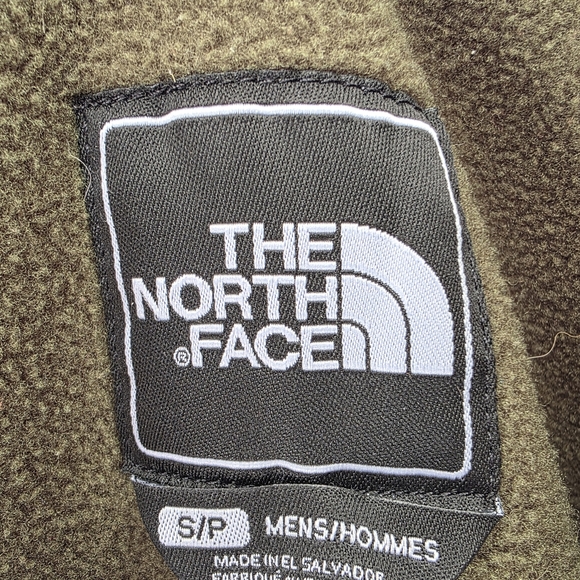 THE
NORTH
®FACE
S/P MENS/HOMMES
MADE IN EL SALVADOR